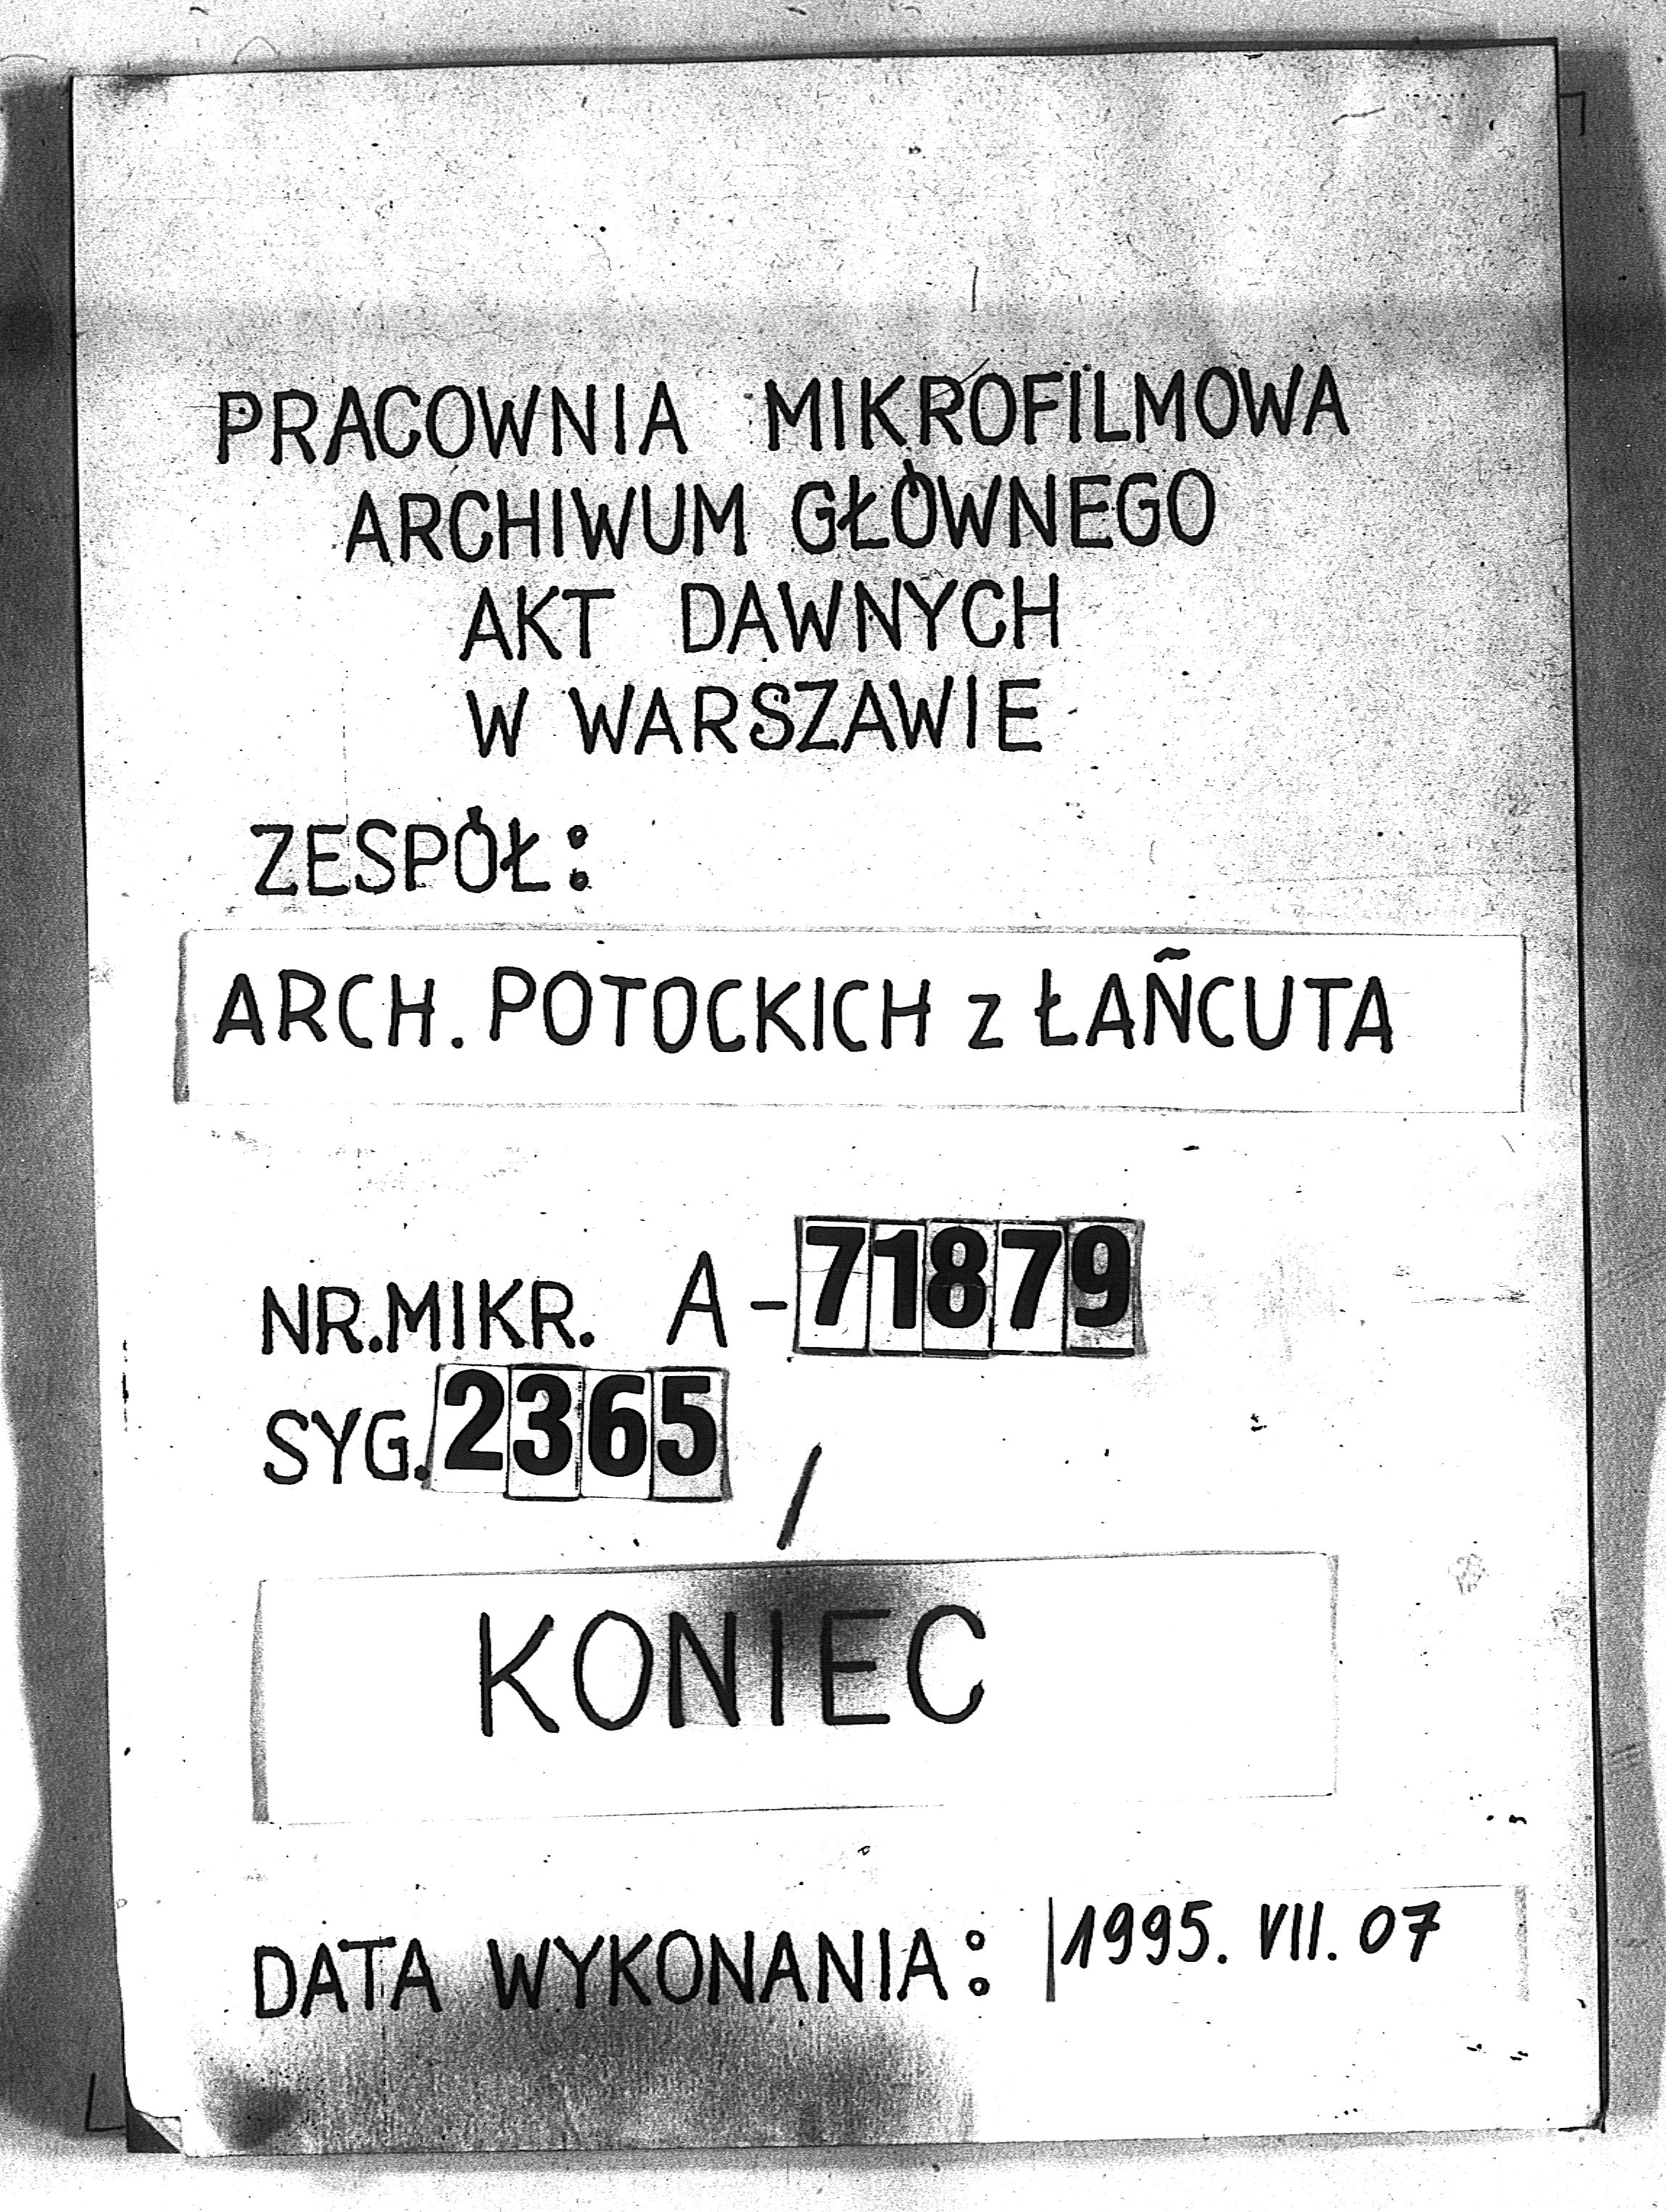 PRACOWNIA MIKROFILMOWA
ARCHIWUM GŁÓWNEGO
AKT DAWNYCH
W WARSZAWIE
ZESPÓŁ:
ARCH. POTOCKICH z ŁAŃCUTA
NR.MIKR. A-71879
SYG. 2365 /
KONIEC
DATA WYKONANIA: 1995. VII. 07